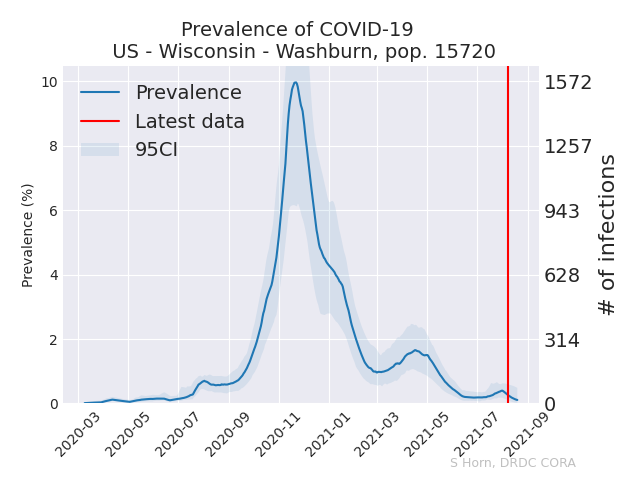 Prevalence of COVID-19
US - Wisconsin - Washburn, pop. 15720
Prevalence
Latest data
95CI
Prevalence (%)
10
8
6
4
2
0
# of infections
1572
1257
943
628
314
0
2020-03
2020-05
2020-07
2020-09
2020-11
2021-01
2021-03
2021-05
2021-07
2021-09
S Horn, DRDC CORA